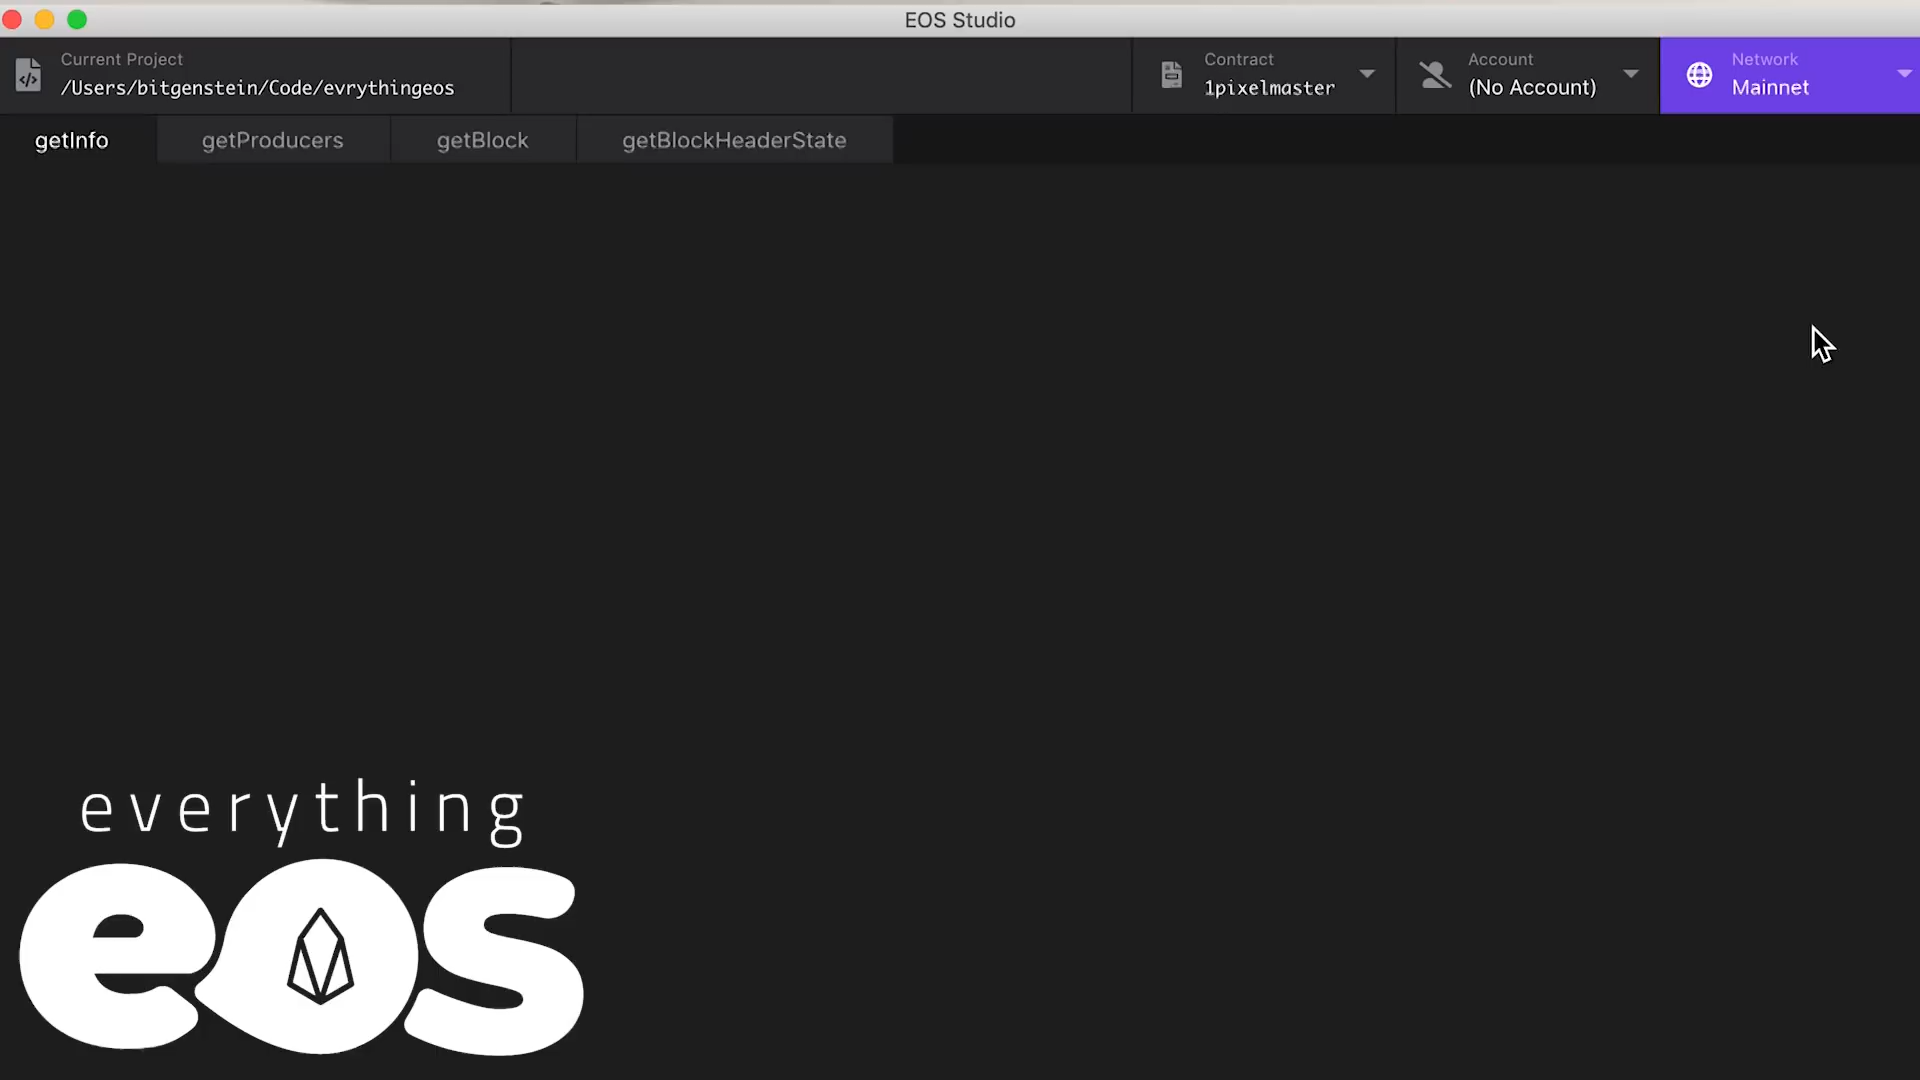 EOS Studio
Current Project
/Users/bitgenstein/Code/evrythingeos
Contract
1pixelmaster
Account
(No Account)
Network
Mainnet
getInfo
getProducers
getBlock
getBlockHeaderState
everything
eos